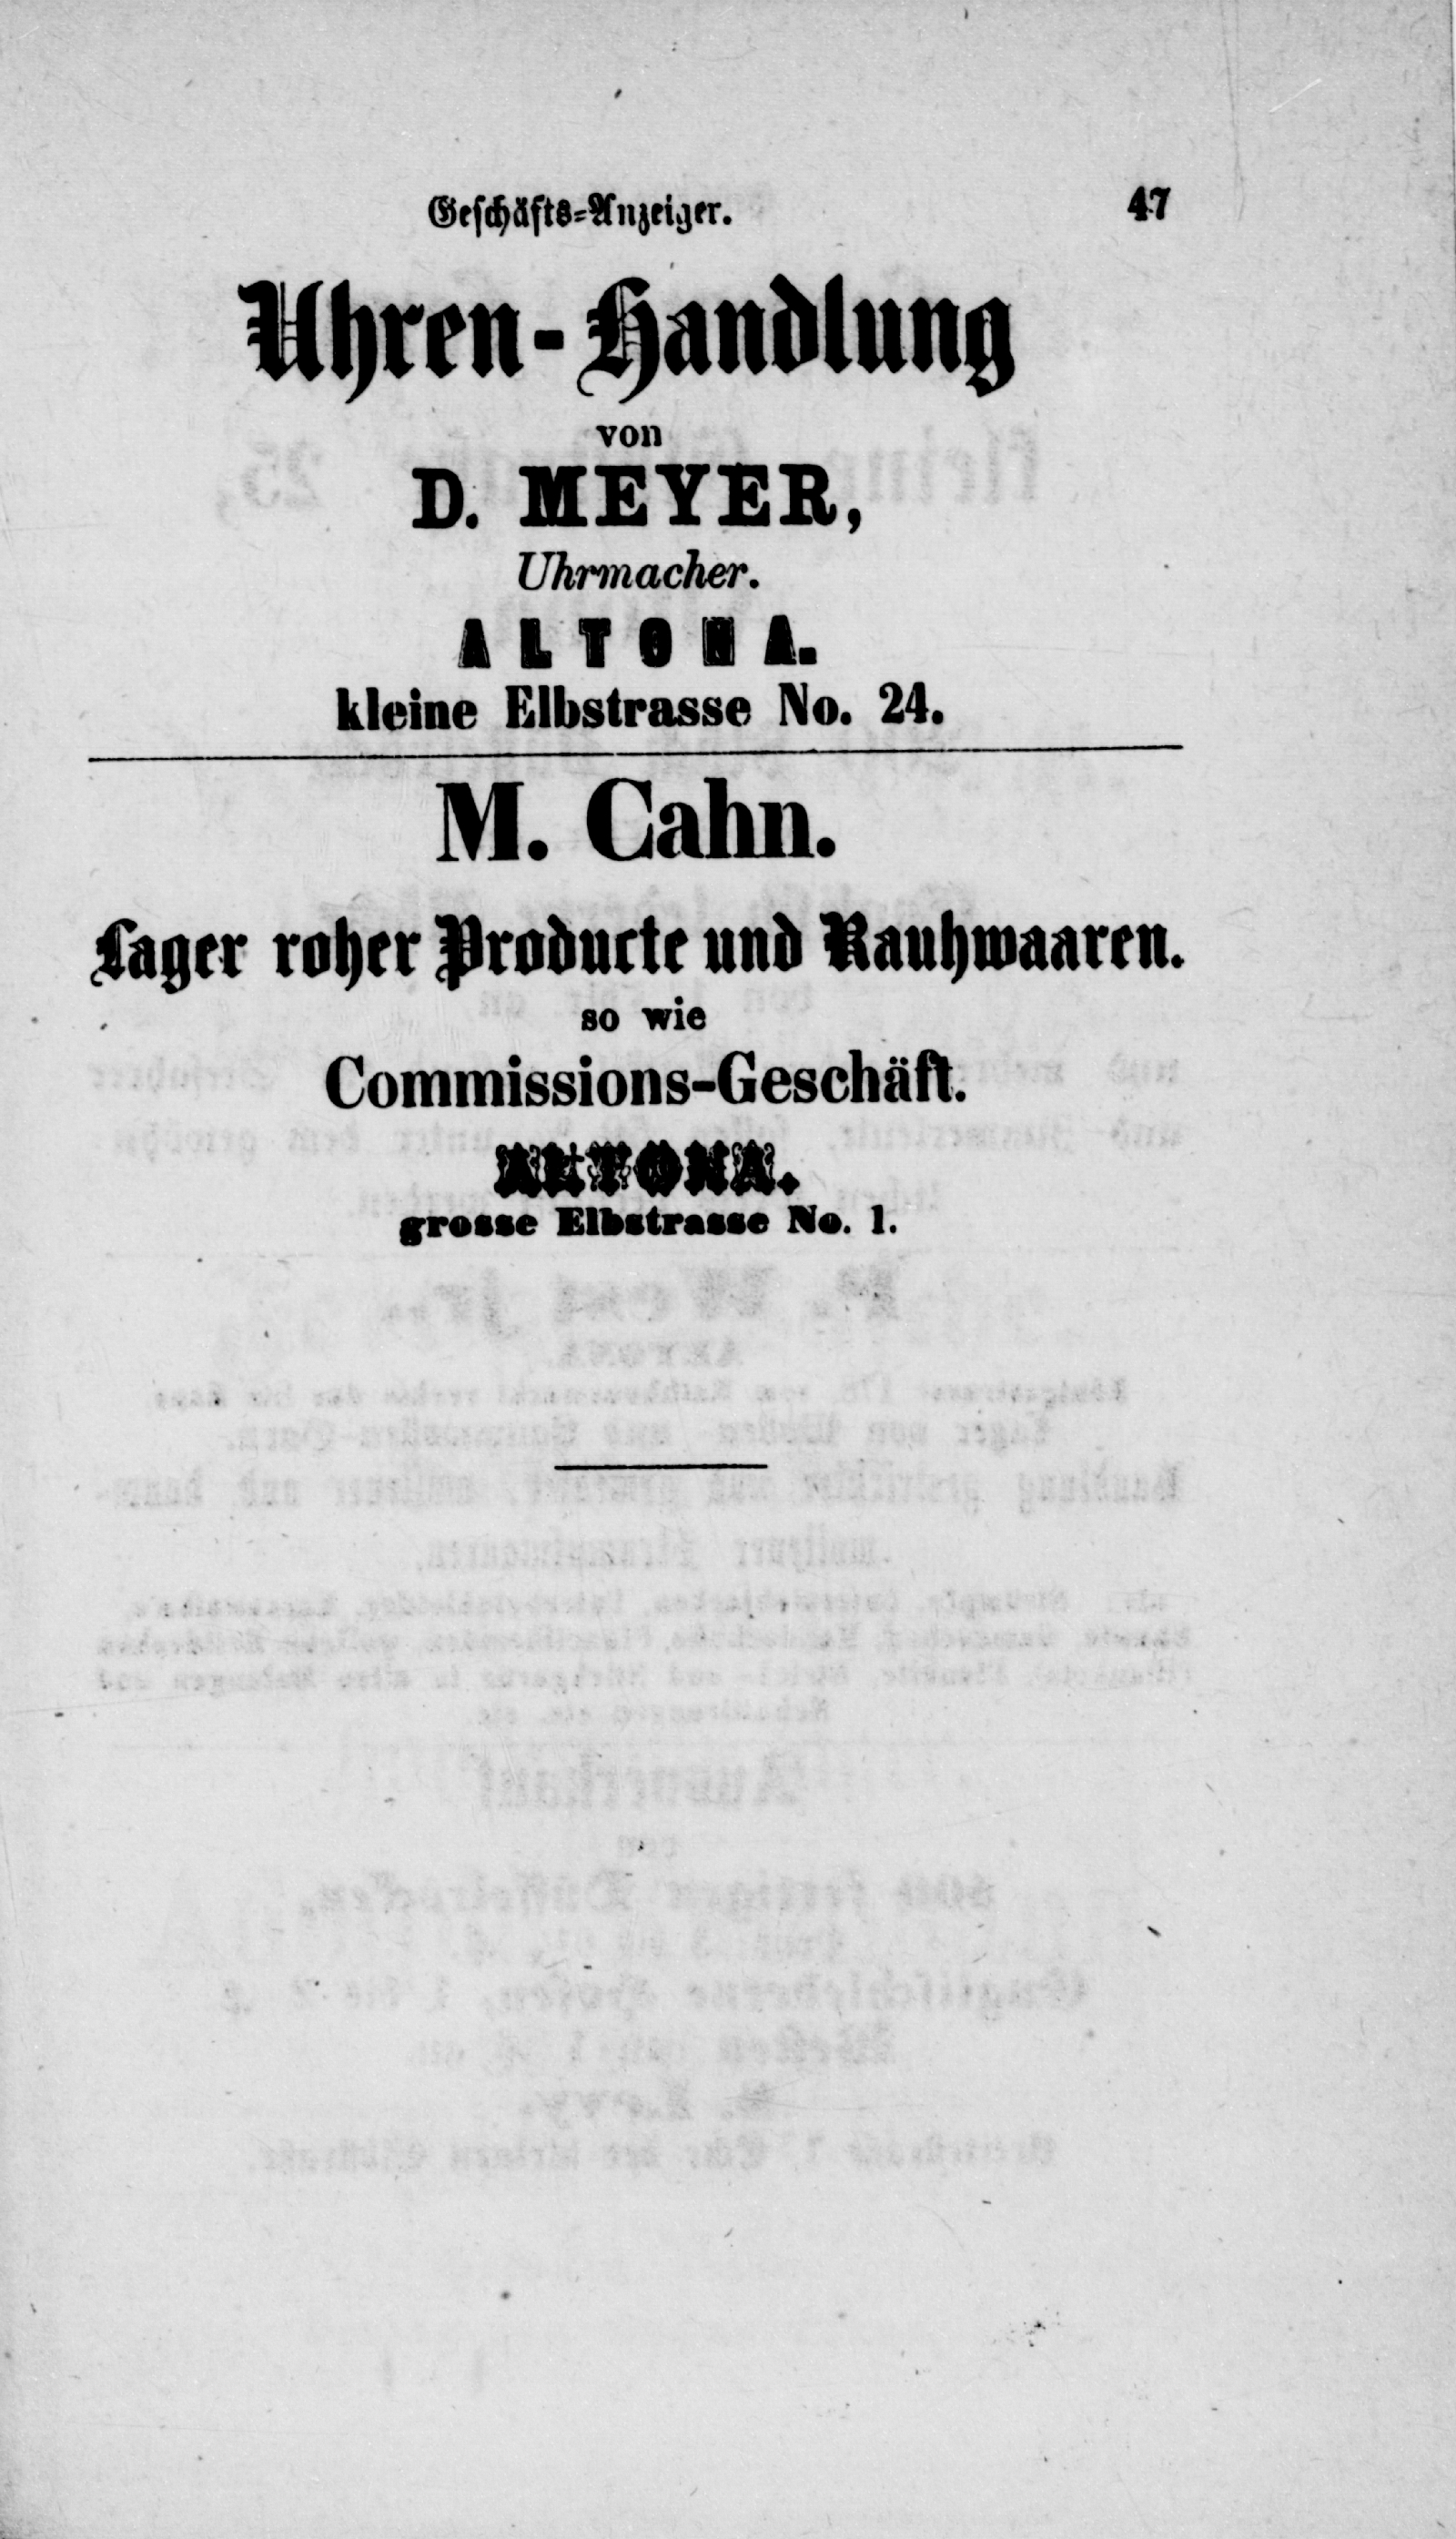 Geschäfts-Anzeiger. 47
Uhren-Handlung
von
D. MEYER,
Uhrmacher.
ALTONA.
kleine Elbstrasse No. 24.
M. Cahn.
Lager roher Producte und Rauhwaaren.
so wie
Commissions-Geschäft.
ALTONA.
grosse Elbstrasse No. 1.